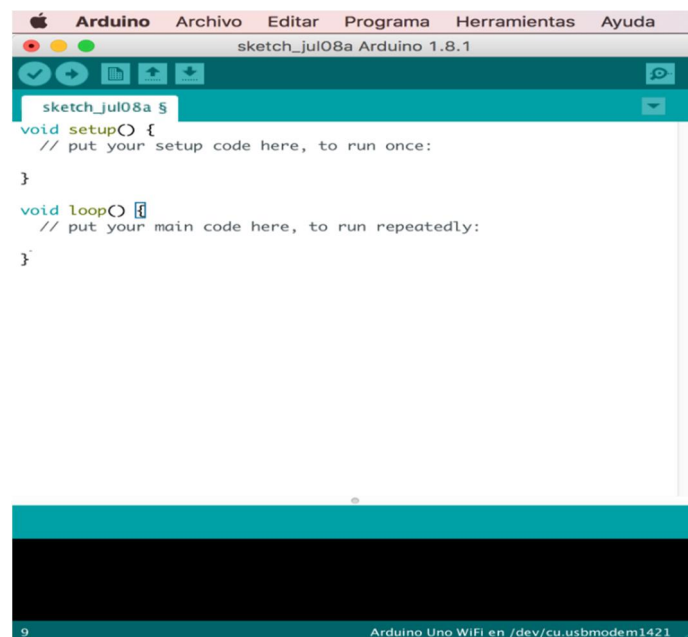 Arduino Archivo Editar Programa Herramientas Ayuda
sketch_jul08a Arduino 1.8.1
sketch_jul08a §
void setup() {
  // put your setup code here, to run once:
}
void loop() {
  // put your main code here, to run repeatedly:
}
9 Arduino Uno WiFi en /dev/cu.usbmodem1421